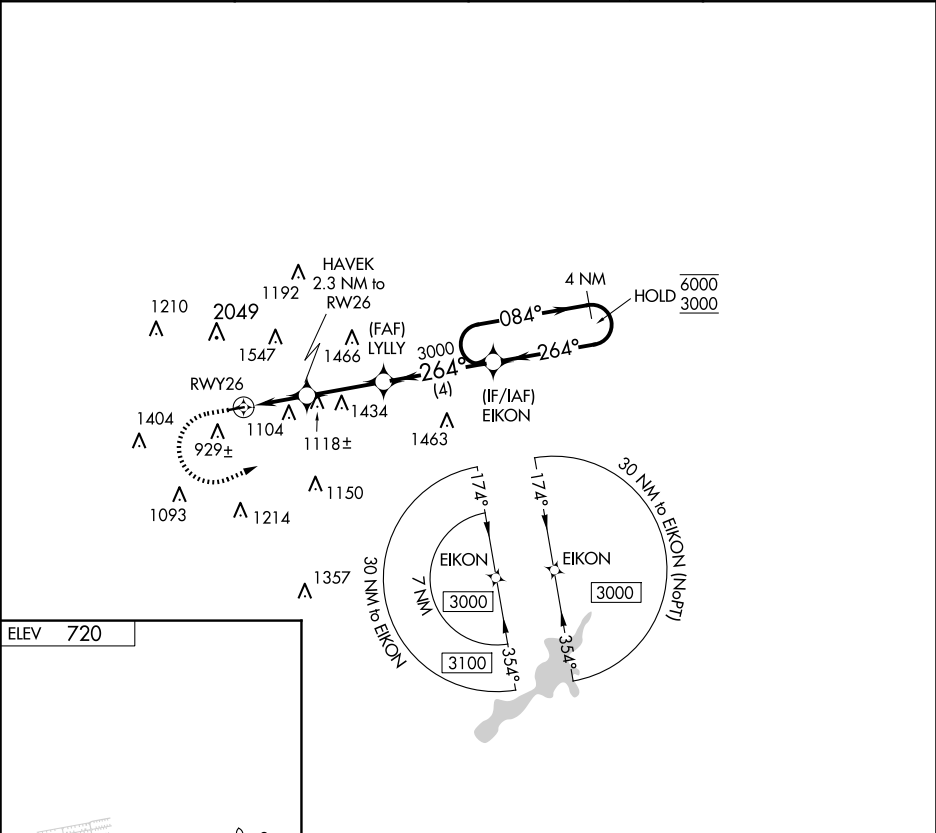 HAVEK
2.3 NM to
RW26
4 NM
HOLD
6000
3000
1192
1210
2049
084°
(FAF)
LYLLY
1547
1466
3000
264°
264°
(4)
(IF/IAF)
EIKON
RWY26
1404
1104
1434
929±
1118±
1463
1093
1214
1150
1357
174°
EIKON
3000
7 NM
3100
354°
30 NM to EIKON
174°
EIKON
3000
354°
30 NM to EIKON (NoPT)
ELEV 720